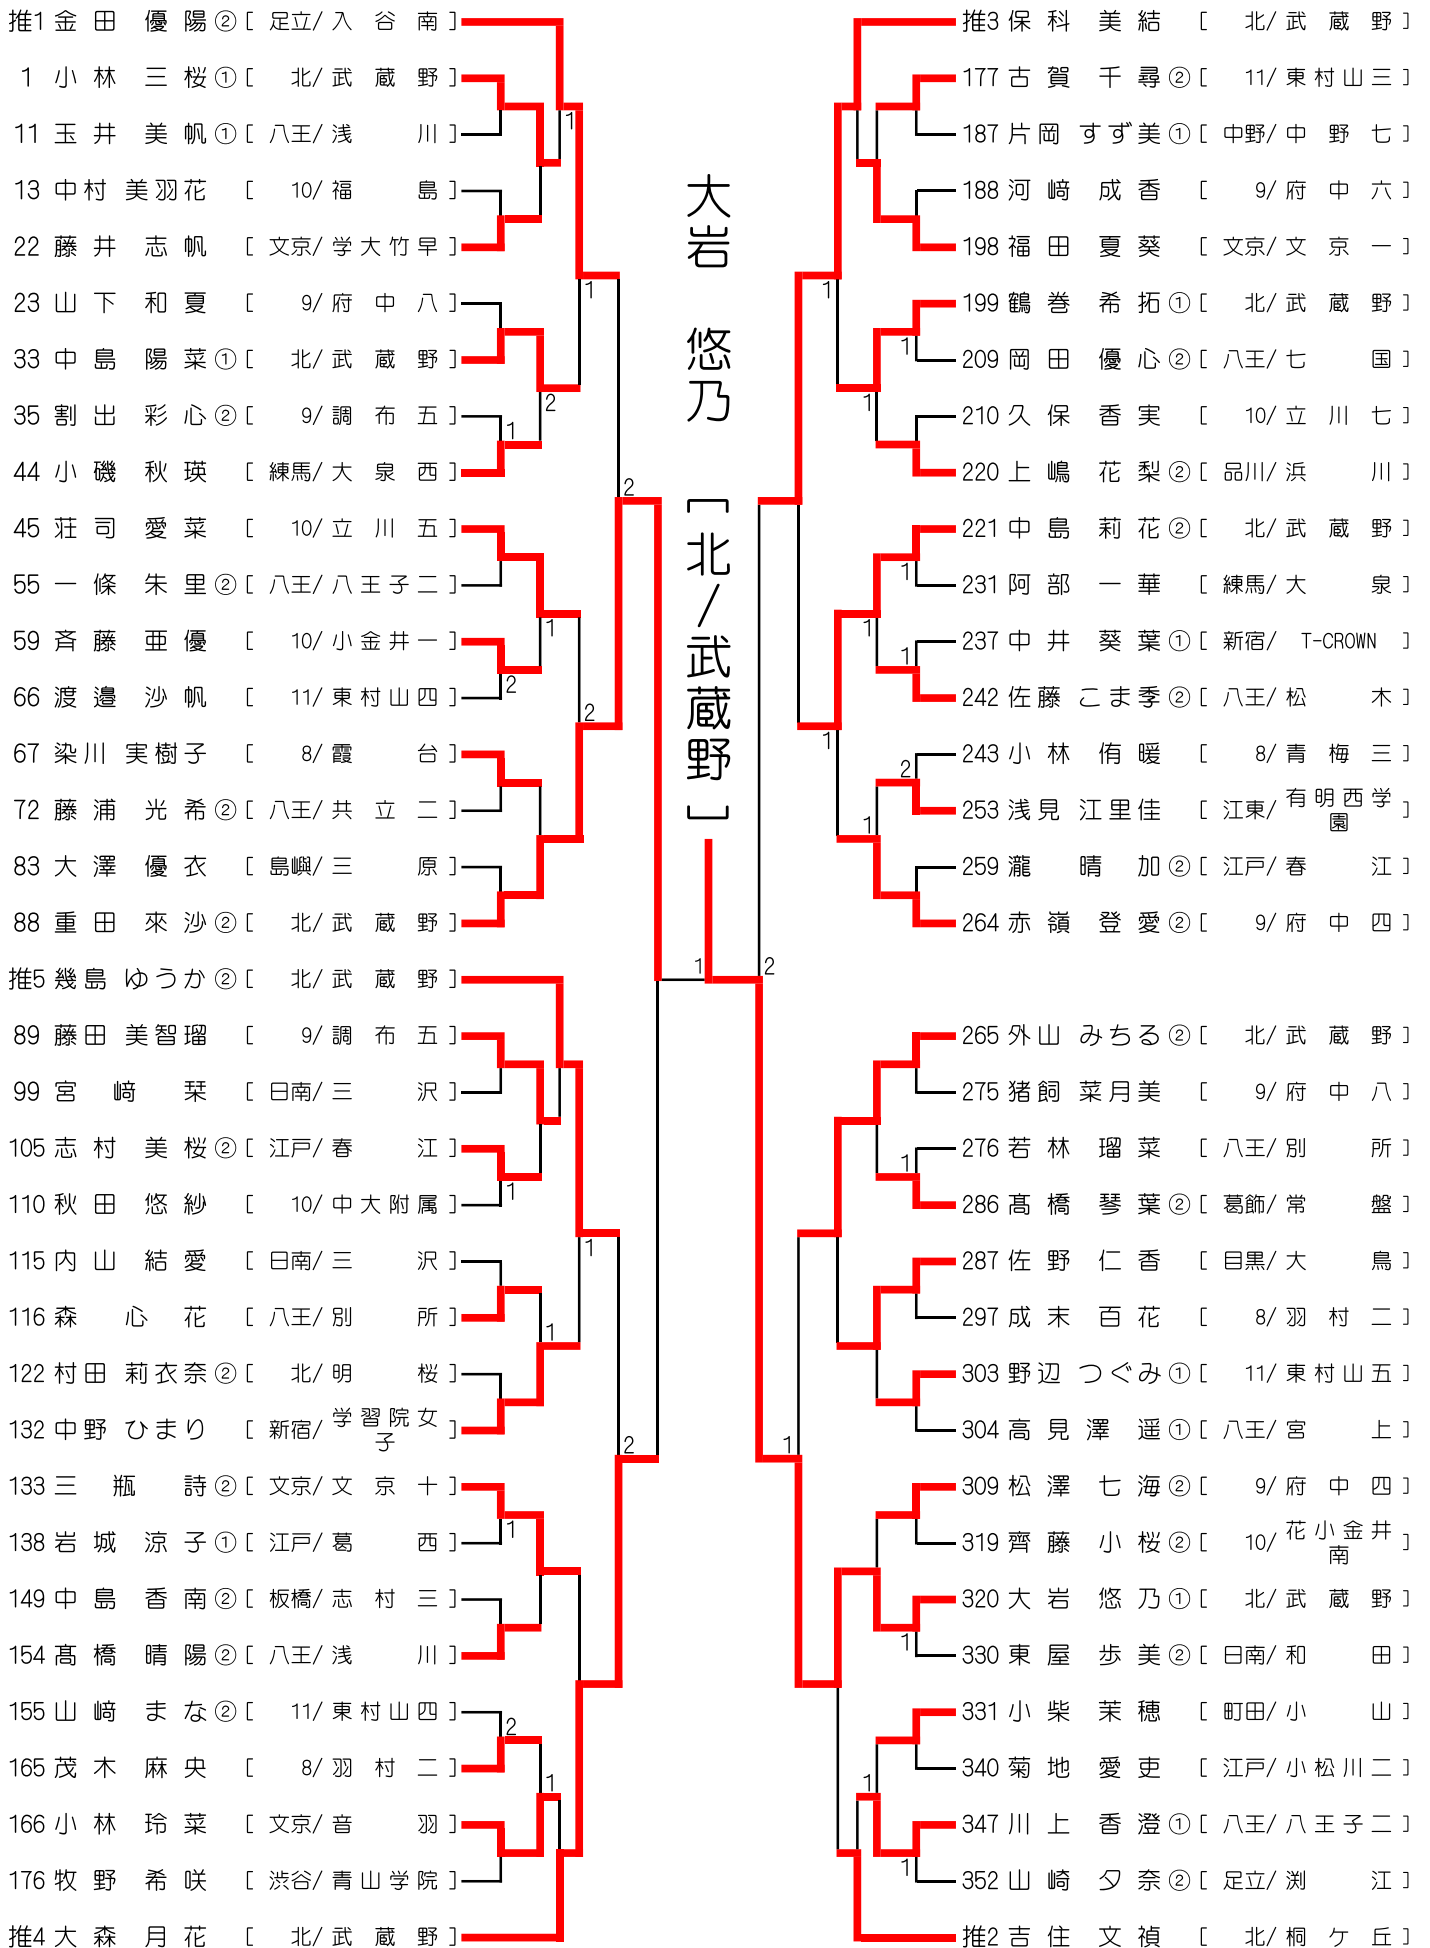 推1 金田 優陽② [ 足立/ 入谷南 ]
1 小林 三桜① [ 北/ 武蔵野 ]
11 玉井 美帆① [ 八王/ 浅川 ]
13 中村 美羽花 [ 10/ 福島 ]
22 藤井 志帆 [ 文京/ 学大竹早 ]
23 山下 和夏 [ 9/ 府中八 ]
33 中島 陽菜① [ 北/ 武蔵野 ]
35 割出 彩心② [ 9/ 調布五 ]
44 小磯 秋瑛 [ 練馬/ 大泉西 ]
45 荘司 愛菜 [ 10/ 立川五 ]
55 一條 朱里② [ 八王/ 八王子二 ]
59 斉藤 亜優 [ 10/ 小金井一 ]
66 渡邉 沙帆 [ 11/ 東村山四 ]
67 染川 実樹子 [ 8/ 霞台 ]
72 藤浦 光希② [ 八王/ 共立二 ]
83 大澤 優衣 [ 島嶼/ 三原 ]
88 重田 來沙② [ 北/ 武蔵野 ]
推5 幾島 ゆうか② [ 北/ 武蔵野 ]
89 藤田 美智瑠 [ 9/ 調布五 ]
99 宮﨑 栞 [ 日南/ 三沢 ]
105 志村 美桜② [ 江戸/ 春江 ]
110 秋田 悠紗 [ 10/ 中大附属 ]
115 内山 結愛 [ 日南/ 三沢 ]
116 森 心花 [ 八王/ 別所 ]
122 村田 莉衣奈② [ 北/ 明桜 ]
132 中野 ひまり [ 新宿/ 学習院女子 ]
133 三瓶 詩② [ 文京/ 文京十 ]
138 岩城 涼子① [ 江戸/ 葛西 ]
149 中島 香南② [ 板橋/ 志村三 ]
154 髙橋 晴陽② [ 八王/ 浅川 ]
155 山﨑 まな② [ 11/ 東村山四 ]
165 茂木 麻央 [ 8/ 羽村二 ]
166 小林 玲菜 [ 文京/ 音羽 ]
176 牧野 希咲 [ 渋谷/ 青山学院 ]
推4 大森 月花 [ 北/ 武蔵野 ]
1
1
2
1
2
1
2
2
1
1
1
2
1
2
1
2
1
大岩 悠乃 [ 北/武蔵野 ]
推3 保科 美結 [ 北/ 武蔵野 ]
177 古賀 千尋② [ 11/ 東村山三 ]
187 片岡 すず美① [ 中野/ 中野七 ]
188 河﨑 成香 [ 9/ 府中六 ]
198 福田 夏葵 [ 文京/ 文京一 ]
199 鶴巻 希拓① [ 北/ 武蔵野 ]
209 岡田 優心② [ 八王/ 七国 ]
210 久保 香実 [ 10/ 立川七 ]
220 上嶋 花梨② [ 品川/ 浜川 ]
221 中島 莉花② [ 北/ 武蔵野 ]
231 阿部 一華 [ 練馬/ 大泉 ]
237 中井 葵葉① [ 新宿/ T-CROWN ]
242 佐藤 こま季② [ 八王/ 松木 ]
243 小林 侑暖 [ 8/ 青梅三 ]
253 浅見 江里佳 [ 江東/ 有明西学園 ]
259 瀧 晴加② [ 江戸/ 春江 ]
264 赤嶺 登愛② [ 9/ 府中四 ]
265 外山 みちる② [ 北/ 武蔵野 ]
275 猪飼 菜月美 [ 9/ 府中八 ]
276 若林 瑠菜 [ 八王/ 別所 ]
286 髙橋 琴葉② [ 葛飾/ 常盤 ]
287 佐野 仁香 [ 目黒/ 大鳥 ]
297 成末 百花 [ 8/ 羽村二 ]
303 野辺 つぐみ① [ 11/ 東村山五 ]
304 高見澤 遥① [ 八王/ 宮上 ]
309 松澤 七海② [ 9/ 府中四 ]
319 齊藤 小桜② [ 10/ 花小金井南 ]
320 大岩 悠乃① [ 北/ 武蔵野 ]
330 東屋 歩美② [ 日南/ 和田 ]
331 小柴 茉穂 [ 町田/ 小山 ]
340 菊地 愛吏 [ 江戸/ 小松川二 ]
347 川上 香澄① [ 八王/ 八王子二 ]
352 山崎 夕奈② [ 足立/ 渕江 ]
推2 吉住 文禎 [ 北/ 桐ケ丘 ]
1
1
1
1
1
1
1
2
1
2
1
1
1
1
1